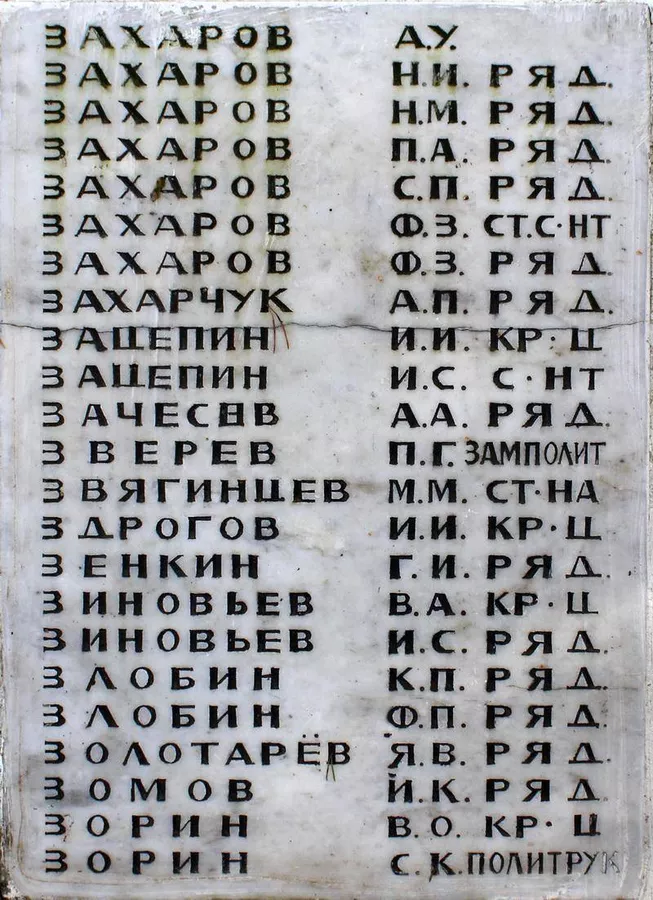 ЗАХАРОВ А.У.
ЗАХАРОВ Н.И. РЯД.
ЗАХАРОВ Н.М. РЯД.
ЗАХАРОВ П.А. РЯД.
ЗАХАРОВ С.П. РЯД.
ЗАХАРОВ Ф.З. СТ.С-НТ
ЗАХАРОВ Ф.З. РЯД.
ЗАХАРЧУК А.П. РЯД.
ЗАЦЕПИН И.И. КР-Ц
ЗАЦЕПИН И.С. С-НТ
ЗАЧЕСОВ А.А. РЯД.
ЗВЕРЕВ П.Г. ЗАМПОЛИТ
ЗВЯГИНЦЕВ М.М. СТ-НА
ЗДРОГОВ И.И. КР-Ц
ЗЕНКИН Г.И. РЯД.
ЗИНОВЬЕВ В.А. КР-Ц
ЗИНОВЬЕВ И.С. РЯД.
ЗЛОБИН К.П. РЯД.
ЗЛОБИН Ф.П. РЯД.
ЗОЛОТАРЁВ Я.В. РЯД.
ЗОМОВ И.К. РЯД.
ЗОРИН В.О. КР-Ц
ЗОРИН С.К. ПОЛИТРУК